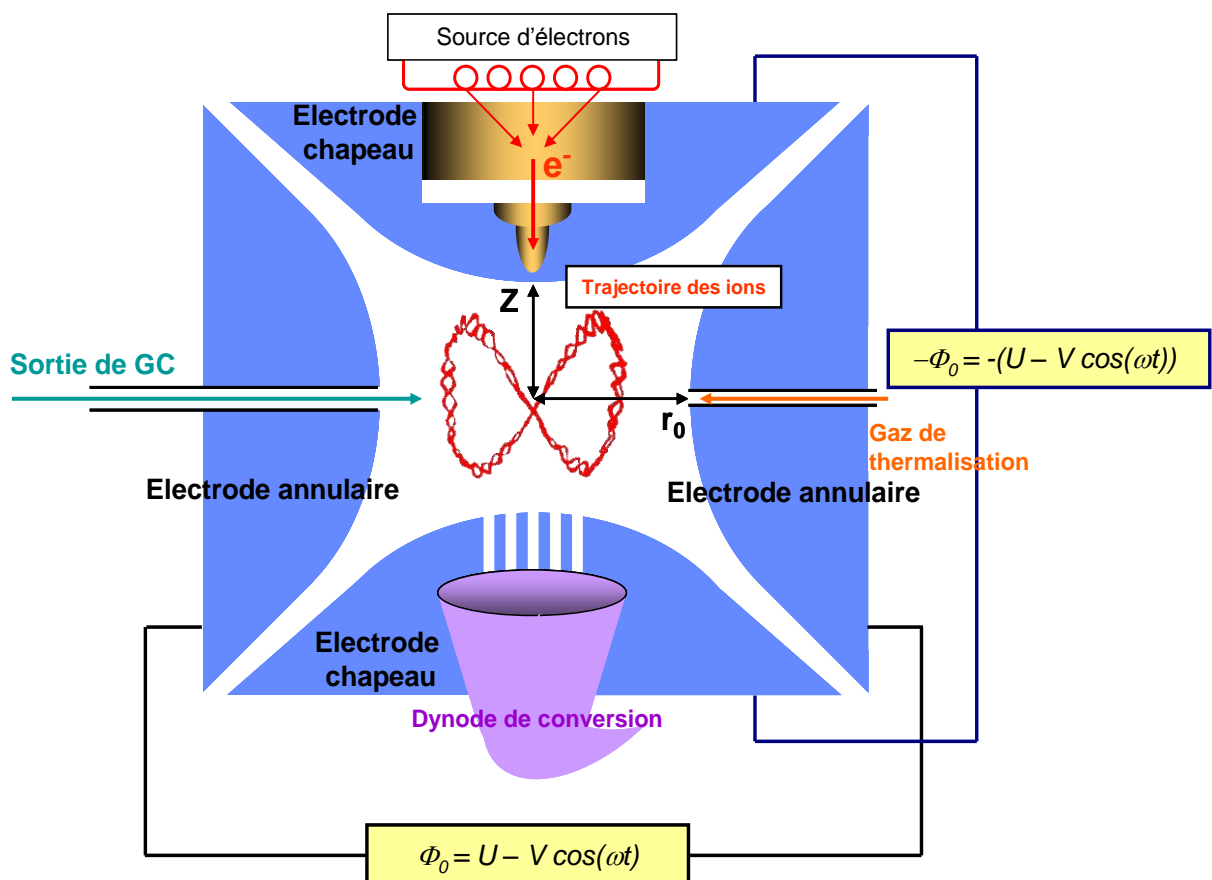 Source d'électrons
Electrode
chapeau
e⁻
Trajectoire des ions
Z
−Φ₀ = -(U – V cos(ωt))
Sortie de GC
r₀
Gaz de
thermalisation
Electrode annulaire
Electrode annulaire
Electrode
chapeau
Dynode de conversion
Φ₀ = U – V cos(ωt)